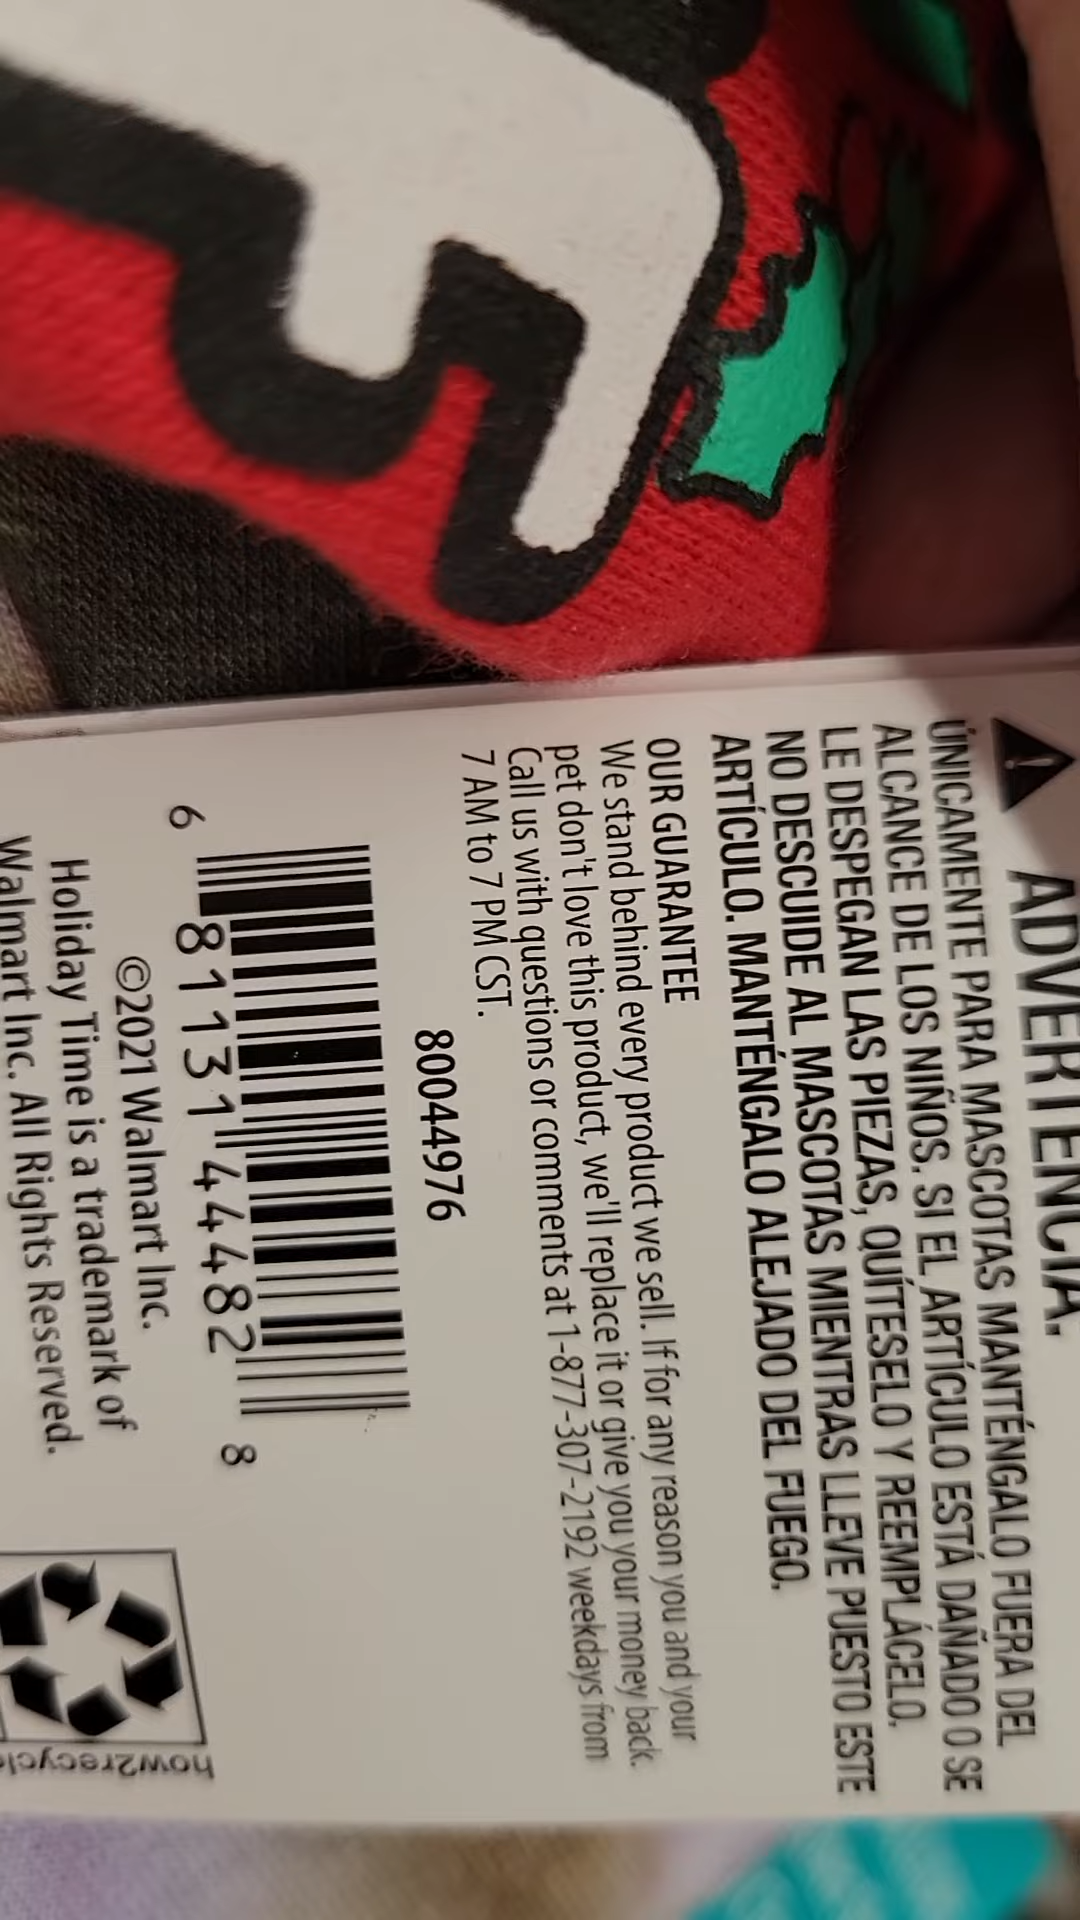 ADVERTENCIA.
ÚNICAMENTE PARA MASCOTAS MANTÉNGALO FUERA DEL
ALCANCE DE LOS NIÑOS. SI EL ARTÍCULO ESTÁ DAÑADO O SE
LE DESPEGAN LAS PIEZAS, QUÍTESELO Y REEMPLÁCELO.
NO DESCUIDE AL MASCOTAS MIENTRAS LLEVE PUESTO ESTE
ARTÍCULO. MANTÉNGALO ALEJADO DEL FUEGO.
OUR GUARANTEE
We stand behind every product we sell. If for any reason you and your
pet don't love this product, we'll replace it or give you your money back.
Call us with questions or comments at 1-877-307-2192 weekdays from
7 AM to 7 PM CST.
80044976
6 81131 44482 8
©2021 Walmart Inc.
Holiday Time is a trademark of
Walmart Inc. All Rights Reserved.
how2recycle